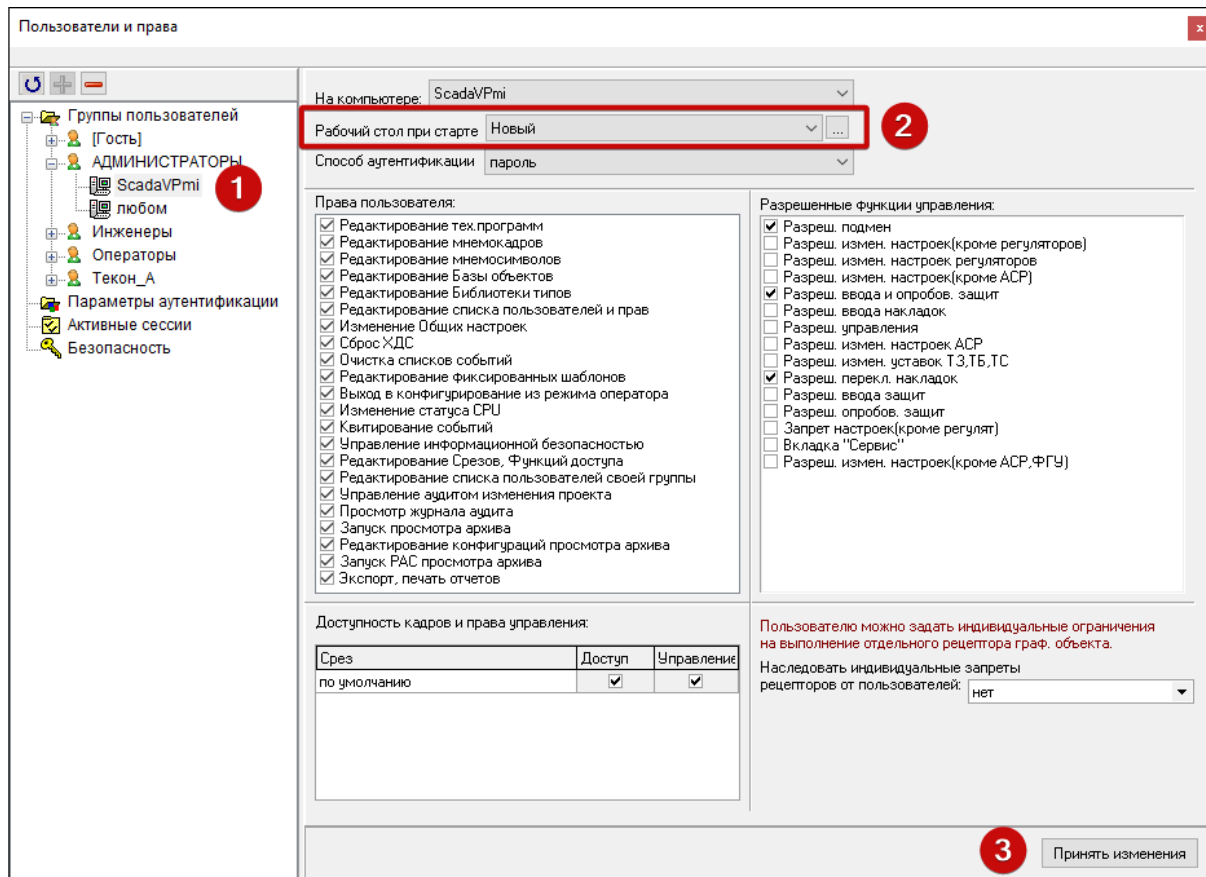 Пользователи и права
x
Группы пользователей
[Гость]
АДМИНИСТРАТОРЫ
ScadaVPmi
1
любом
Инженеры
Операторы
Текон_А
Параметры аутентификации
Активные сессии
Безопасность
На компьютере: ScadaVPmi
Рабочий стол при старте Новый ...
2
Способ аутентификации пароль
Права пользователя:
Редактирование тех.программ
Редактирование мнемокадров
Редактирование мнемосимволов
Редактирование Базы объектов
Редактирование Библиотеки типов
Редактирование списка пользователей и прав
Изменение Общих настроек
Сброс ХДС
Очистка списков событий
Редактирование фиксированных шаблонов
Выход в конфигурирование из режима оператора
Изменение статуса CPU
Квитирование событий
Управление информационной безопасностью
Редактирование Срезов, Функций доступа
Редактирование списка пользователей своей группы
Управление аудитом изменения проекта
Просмотр журнала аудита
Запуск просмотра архива
Редактирование конфигураций просмотра архива
Запуск РАС просмотра архива
Экспорт, печать отчетов
Разрешенные функции управления:
Разреш. подмен
Разреш. измен. настроек(кроме регуляторов)
Разреш. измен. настроек регуляторов
Разреш. измен. настроек(кроме АСР)
Разреш. ввода и опробов. защит
Разреш. ввода накладок
Разреш. управления
Разреш. измен. настроек АСР
Разреш. измен. уставок ТЗ,ТБ,ТС
Разреш. перекл. накладок
Разреш. ввода защит
Разреш. опробов. защит
Запрет настроек(кроме регулят)
Вкладка "Сервис"
Разреш. измен. настроек(кроме АСР,ФГУ)
Доступность кадров и права управления:
Срез Доступ Управление
по умолчанию
Пользователю можно задать индивидуальные ограничения
на выполнение отдельного рецептора граф. объекта.
Наследовать индивидуальные запреты
рецепторов от пользователей: нет
3
Принять изменения